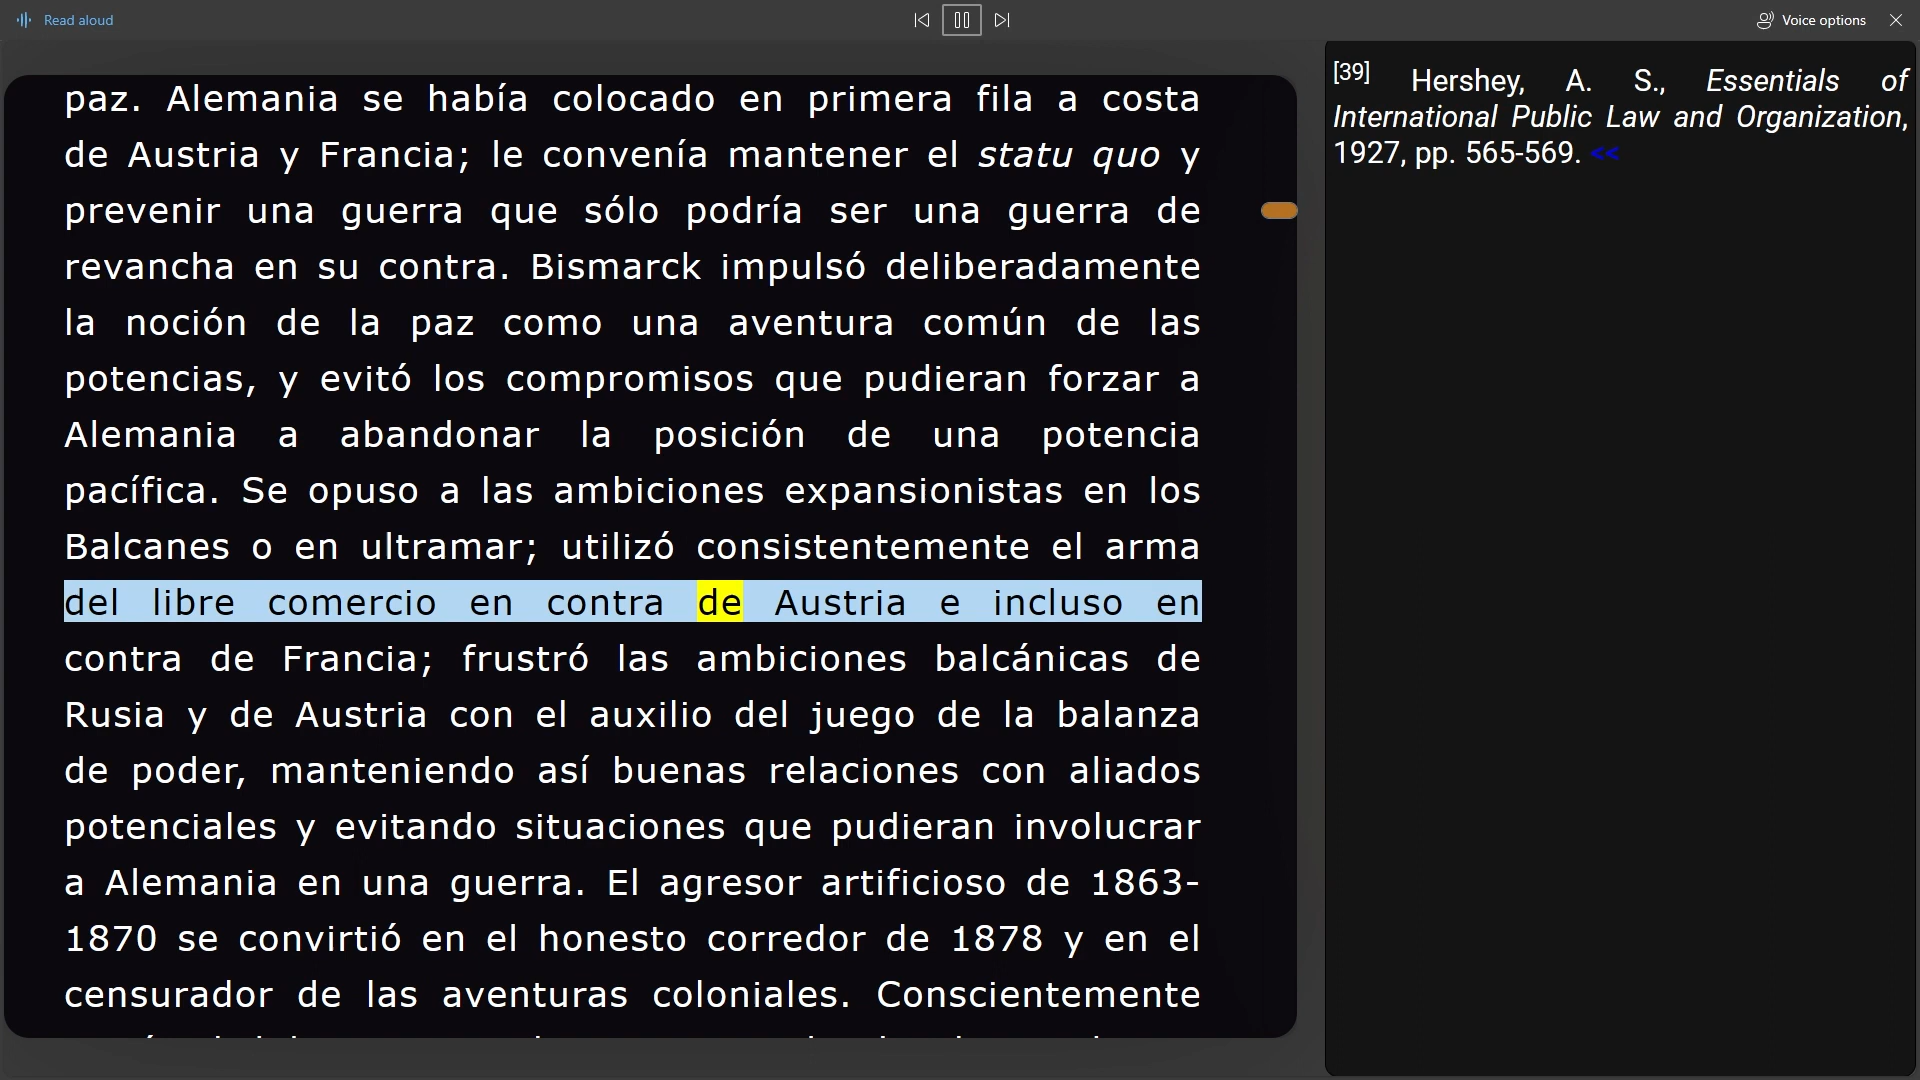 Read aloud
Voice options
paz. Alemania se había colocado en primera fila a costa
de Austria y Francia; le convenía mantener el statu quo y
prevenir una guerra que sólo podría ser una guerra de
revancha en su contra. Bismarck impulsó deliberadamente
la noción de la paz como una aventura común de las
potencias, y evitó los compromisos que pudieran forzar a
Alemania a abandonar la posición de una potencia
pacífica. Se opuso a las ambiciones expansionistas en los
Balcanes o en ultramar; utilizó consistentemente el arma
del libre comercio en contra de Austria e incluso en
contra de Francia; frustró las ambiciones balcánicas de
Rusia y de Austria con el auxilio del juego de la balanza
de poder, manteniendo así buenas relaciones con aliados
potenciales y evitando situaciones que pudieran involucrar
a Alemania en una guerra. El agresor artificioso de 1863-
1870 se convirtió en el honesto corredor de 1878 y en el
censurador de las aventuras coloniales. Conscientemente
[39] Hershey, A. S., Essentials of
International Public Law and Organization,
1927, pp. 565-569. <<